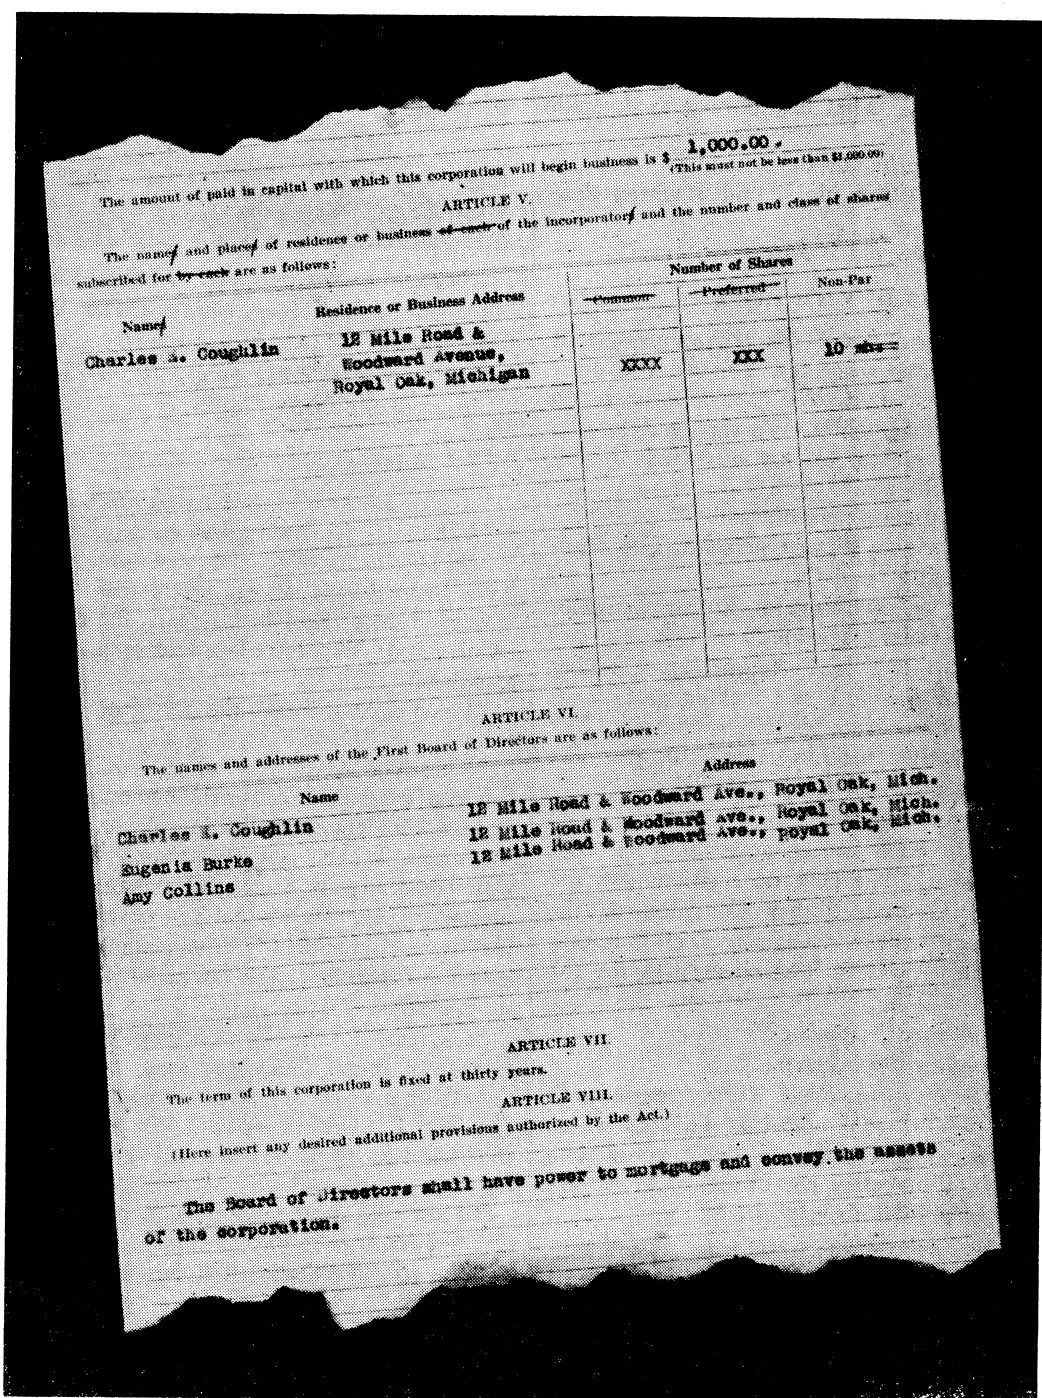 The amount of paid in capital with which this corporation will begin business is $ 1,000.00.
(This must not be less than $1,000.00)
ARTICLE V.
The names and places of residence or business of each of the incorporators and the number and class of shares
subscribed for by each are as follows:
Number of Shares
Names Residence or Business Address Common Preferred Non-Par
Charles E. Coughlin 12 Mile Road &
Woodward Avenue,
Royal Oak, Michigan XXXX XXX 10
ARTICLE VI.
The names and addresses of the First Board of Directors are as follows:
Name Address
Charles E. Coughlin 12 Mile Road & Woodward Ave., Royal Oak, Mich.
Eugenia Burke 12 Mile Road & Woodward Ave., Royal Oak, Mich.
Amy Collins 12 Mile Road & Woodward Ave., Royal Oak, Mich.
ARTICLE VII.
The term of this corporation is fixed at thirty years.
ARTICLE VIII.
(Here insert any desired additional provisions authorized by the Act.)
The Board of Directors shall have power to mortgage and convey the assets
of the corporation.